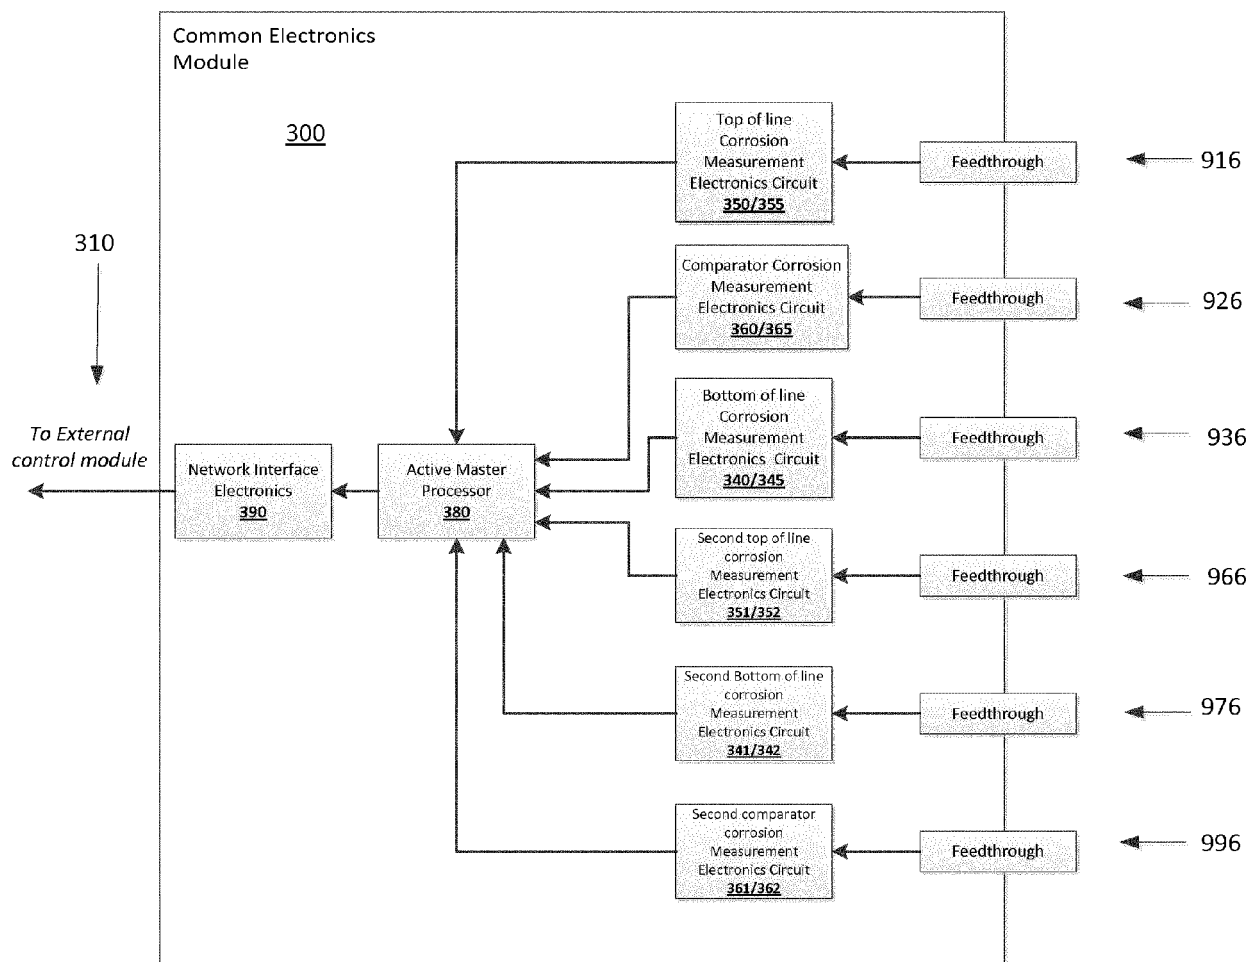 Common Electronics
Module
300
310
To External
control module
Network Interface
Electronics
390
Active Master
Processor
380
Top of line
Corrosion
Measurement
Electronics Circuit
350/355
Feedthrough
916
Comparator Corrosion
Measurement
Electronics Circuit
360/365
Feedthrough
926
Bottom of line
Corrosion
Measurement
Electronics Circuit
340/345
Feedthrough
936
Second top of line
corrosion
Measurement
Electronics Circuit
351/352
Feedthrough
966
Second Bottom of line
corrosion
Measurement
Electronics Circuit
341/342
Feedthrough
976
Second comparator
corrosion
Measurement
Electronics Circuit
361/362
Feedthrough
996